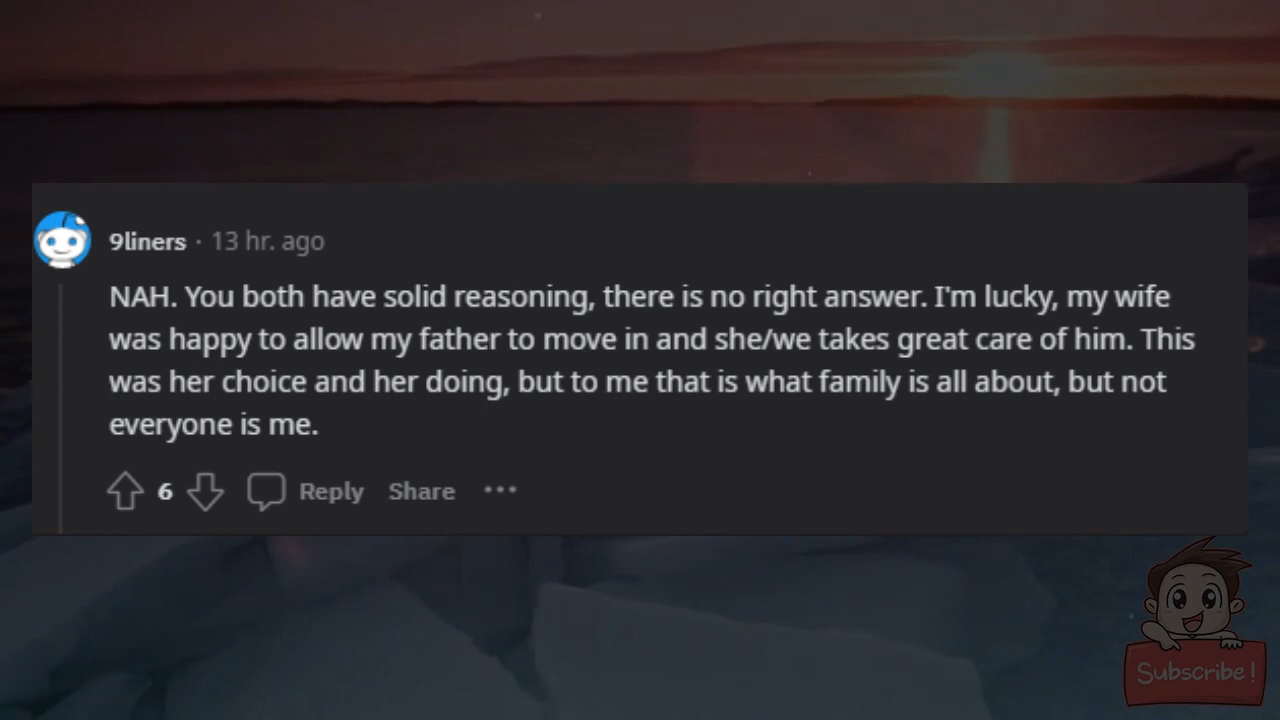 9liners · 13 hr. ago
NAH. You both have solid reasoning, there is no right answer. I'm lucky, my wife
was happy to allow my father to move in and she/we takes great care of him. This
was her choice and her doing, but to me that is what family is all about, but not
everyone is me.
6 Reply Share ···
Subscribe!